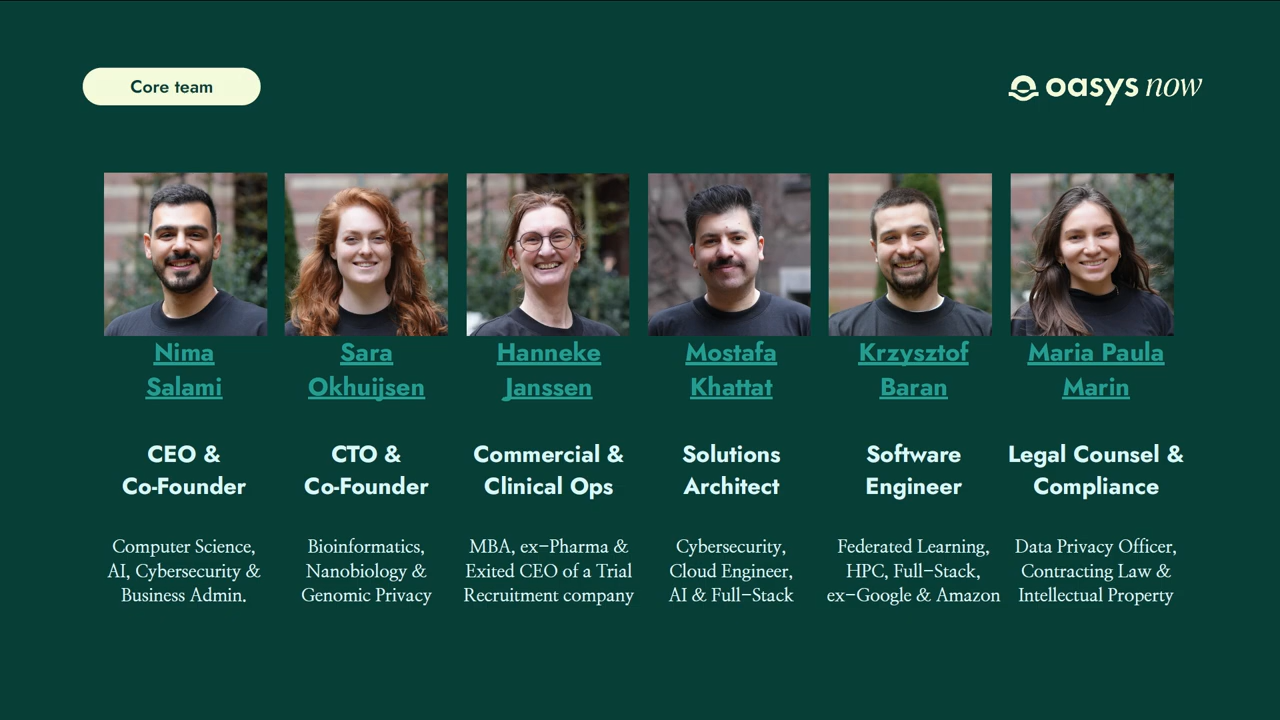 Core team
oasys now
Nima
Salami
CEO &
Co-Founder
Computer Science,
AI, Cybersecurity &
Business Admin.
Sara
Okhuijsen
CTO &
Co-Founder
Bioinformatics,
Nanobiology &
Genomic Privacy
Hanneke
Janssen
Commercial &
Clinical Ops
MBA, ex-Pharma &
Exited CEO of a Trial
Recruitment company
Mostafa
Khattat
Solutions
Architect
Cybersecurity,
Cloud Engineer,
AI & Full-Stack
Krzysztof
Baran
Software
Engineer
Federated Learning,
HPC, Full-Stack,
ex-Google & Amazon
Maria Paula
Marin
Legal Counsel &
Compliance
Data Privacy Officer,
Contracting Law &
Intellectual Property